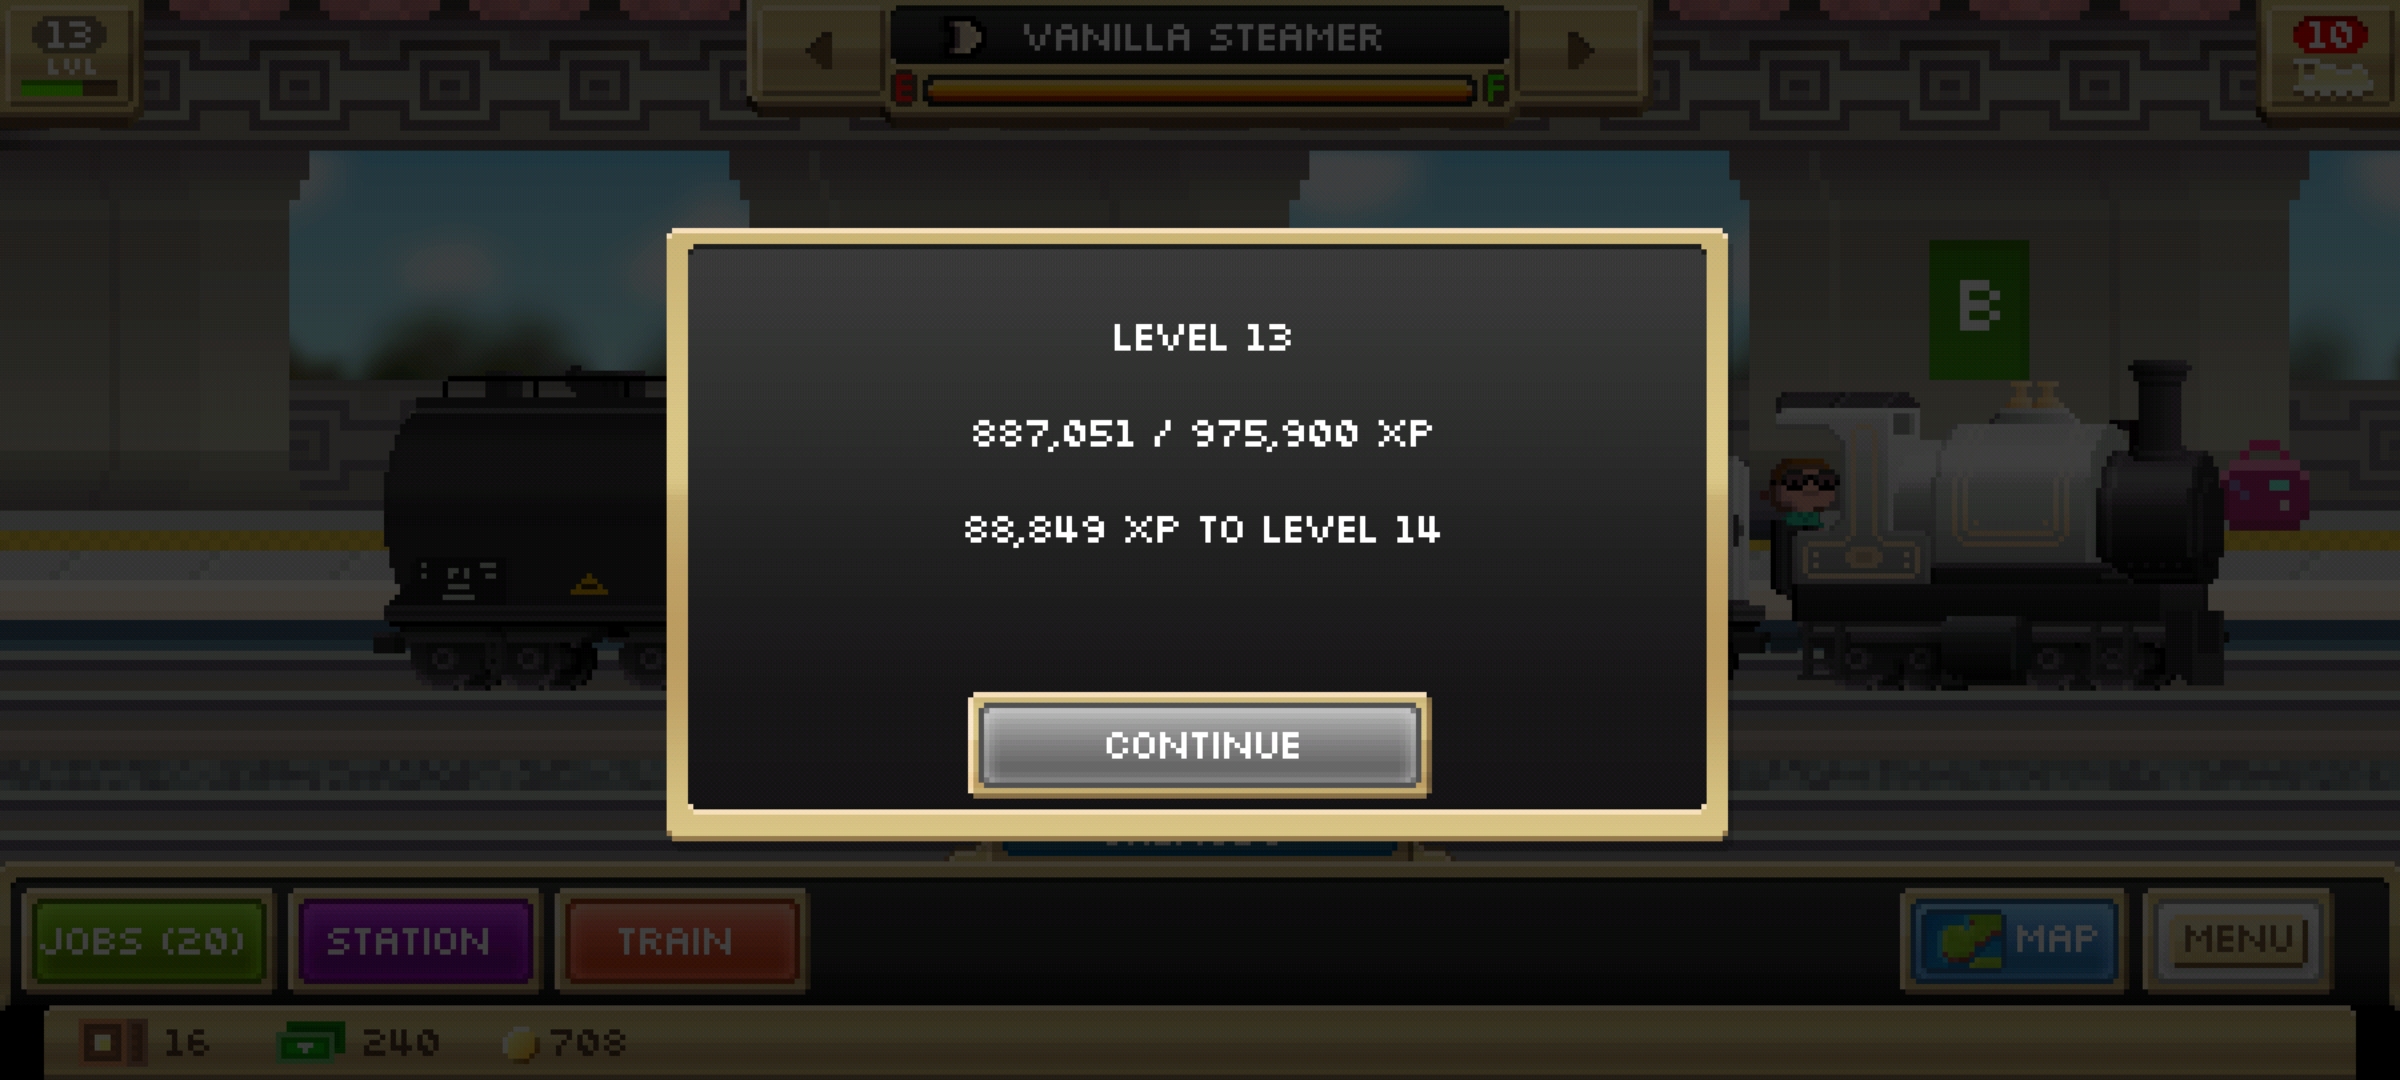 13
LVL
VANILLA STEAMER
E
F
10
B
LEVEL 13
887,051 / 975,900 XP
88,849 XP TO LEVEL 14
CONTINUE
JOBS (20)
STATION
TRAIN
MAP
MENU
16
240
708